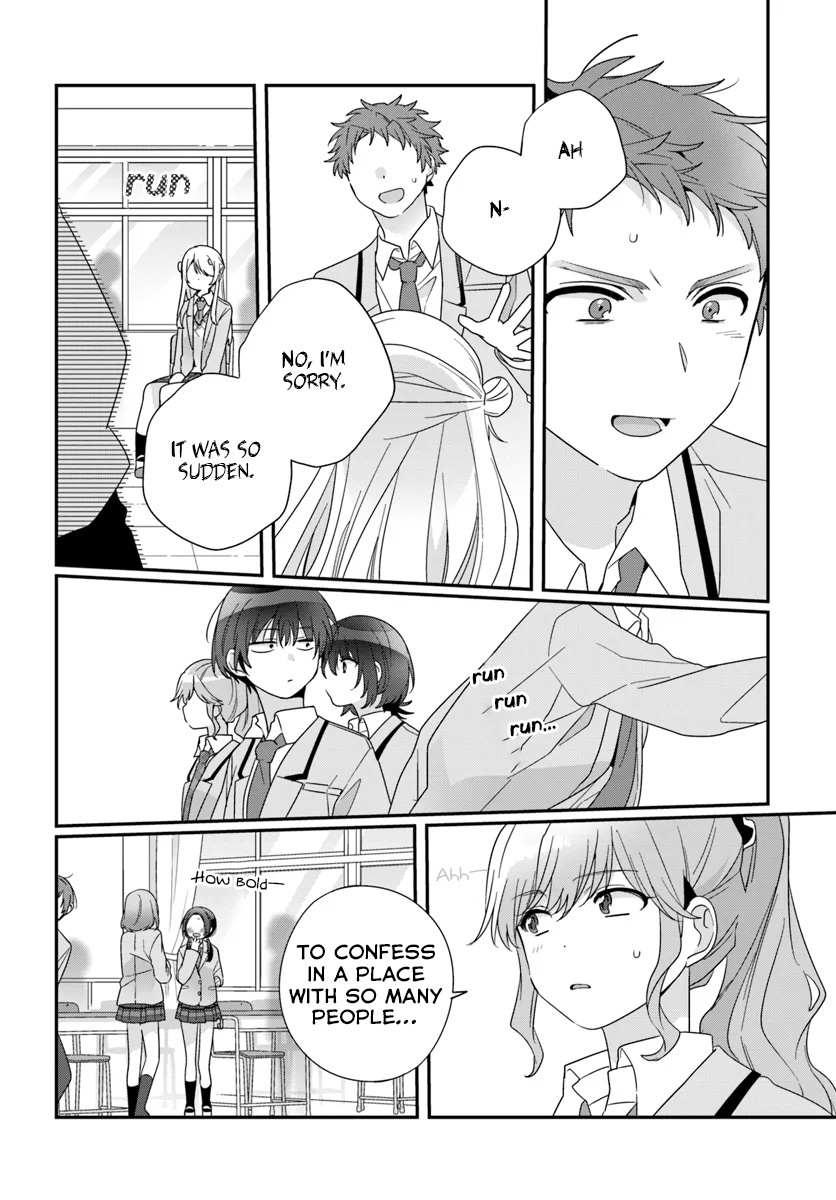 AH
N-
NO, I'M
SORRY.
IT WAS SO
SUDDEN.
run
run
run
run...
Ahh—
TO CONFESS
IN A PLACE
WITH SO MANY
PEOPLE...
How bold—